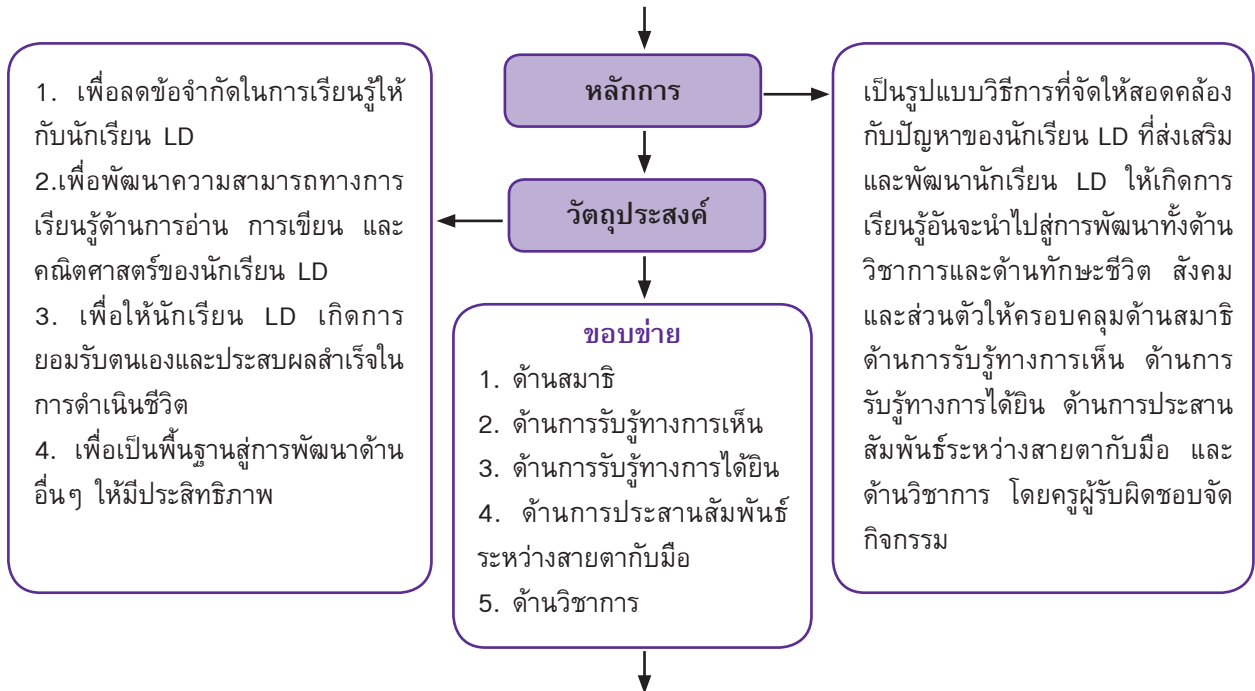 หลักการ
เป็นรูปแบบวิธีการที่จัดให้สอดคล้อง
กับปัญหาของนักเรียน LD ที่ส่งเสริม
และพัฒนานักเรียน LD ให้เกิดการ
เรียนรู้อันจะนำไปสู่การพัฒนาทั้งด้าน
วิชาการและด้านทักษะชีวิต สังคม
และส่วนตัวให้ครอบคลุมด้านสมาธิ
ด้านการรับรู้ทางการเห็น ด้านการ
รับรู้ทางการได้ยิน ด้านการประสาน
สัมพันธ์ระหว่างสายตากับมือ และ
ด้านวิชาการ โดยครูผู้รับผิดชอบจัด
กิจกรรม
วัตถุประสงค์
1. เพื่อลดข้อจำกัดในการเรียนรู้ให้
กับนักเรียน LD
2.เพื่อพัฒนาความสามารถทางการ
เรียนรู้ด้านการอ่าน การเขียน และ
คณิตศาสตร์ของนักเรียน LD
3. เพื่อให้นักเรียน LD เกิดการ
ยอมรับตนเองและประสบผลสำเร็จใน
การดำเนินชีวิต
4. เพื่อเป็นพื้นฐานสู่การพัฒนาด้าน
อื่นๆ ให้มีประสิทธิภาพ
ขอบข่าย
1. ด้านสมาธิ
2. ด้านการรับรู้ทางการเห็น
3. ด้านการรับรู้ทางการได้ยิน
4. ด้านการประสานสัมพันธ์
ระหว่างสายตากับมือ
5. ด้านวิชาการ